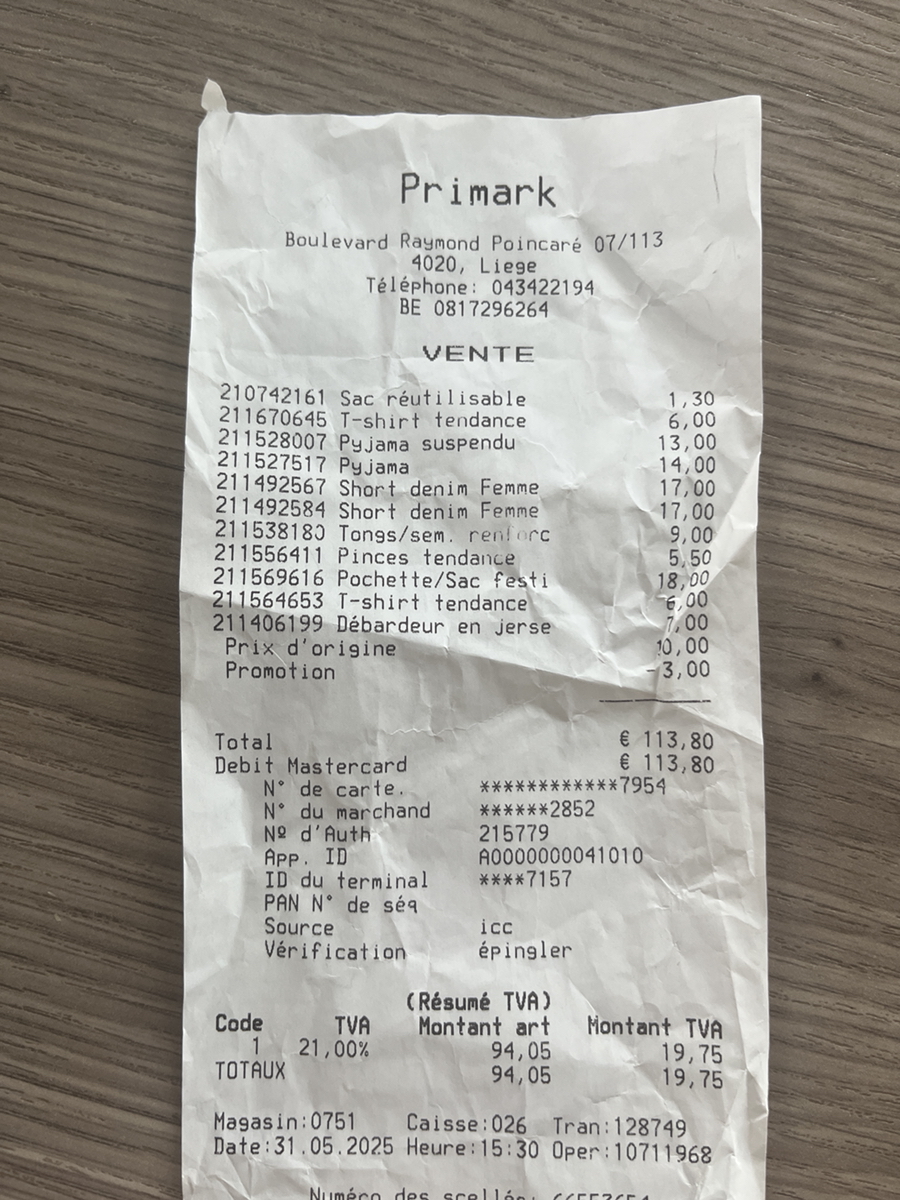 Primark
Boulevard Raymond Poincaré 07/113
4020, Liege
Téléphone: 043422194
BE 0817296264
VENTE
210742161 Sac réutilisable 1,30
211670645 T-shirt tendance 6,00
211528007 Pyjama suspendu 13,00
211527517 Pyjama 14,00
211492567 Short denim Femme 17,00
211492584 Short denim Femme 17,00
211538180 Tongs/sem. renforc 9,00
211556411 Pinces tendance 5,50
211569616 Pochette/Sac festi 18,00
211564653 T-shirt tendance 6,00
211406199 Débardeur en jerse 7,00
Prix d'origine 10,00
Promotion -3,00
Total € 113,80
Debit Mastercard € 113,80
N° de carte. ************7954
N° du marchand ******2852
Nº d'Auth 215779
App. ID A0000000041010
ID du terminal ****7157
PAN N° de séq
Source icc
Vérification épingler
(Résumé TVA)
Code TVA Montant art Montant TVA
1 21,00% 94,05 19,75
TOTAUX 94,05 19,75
Magasin:0751 Caisse:026 Tran:128749
Date:31.05.2025 Heure:15:30 Oper:10711968
Numéro des scellés: